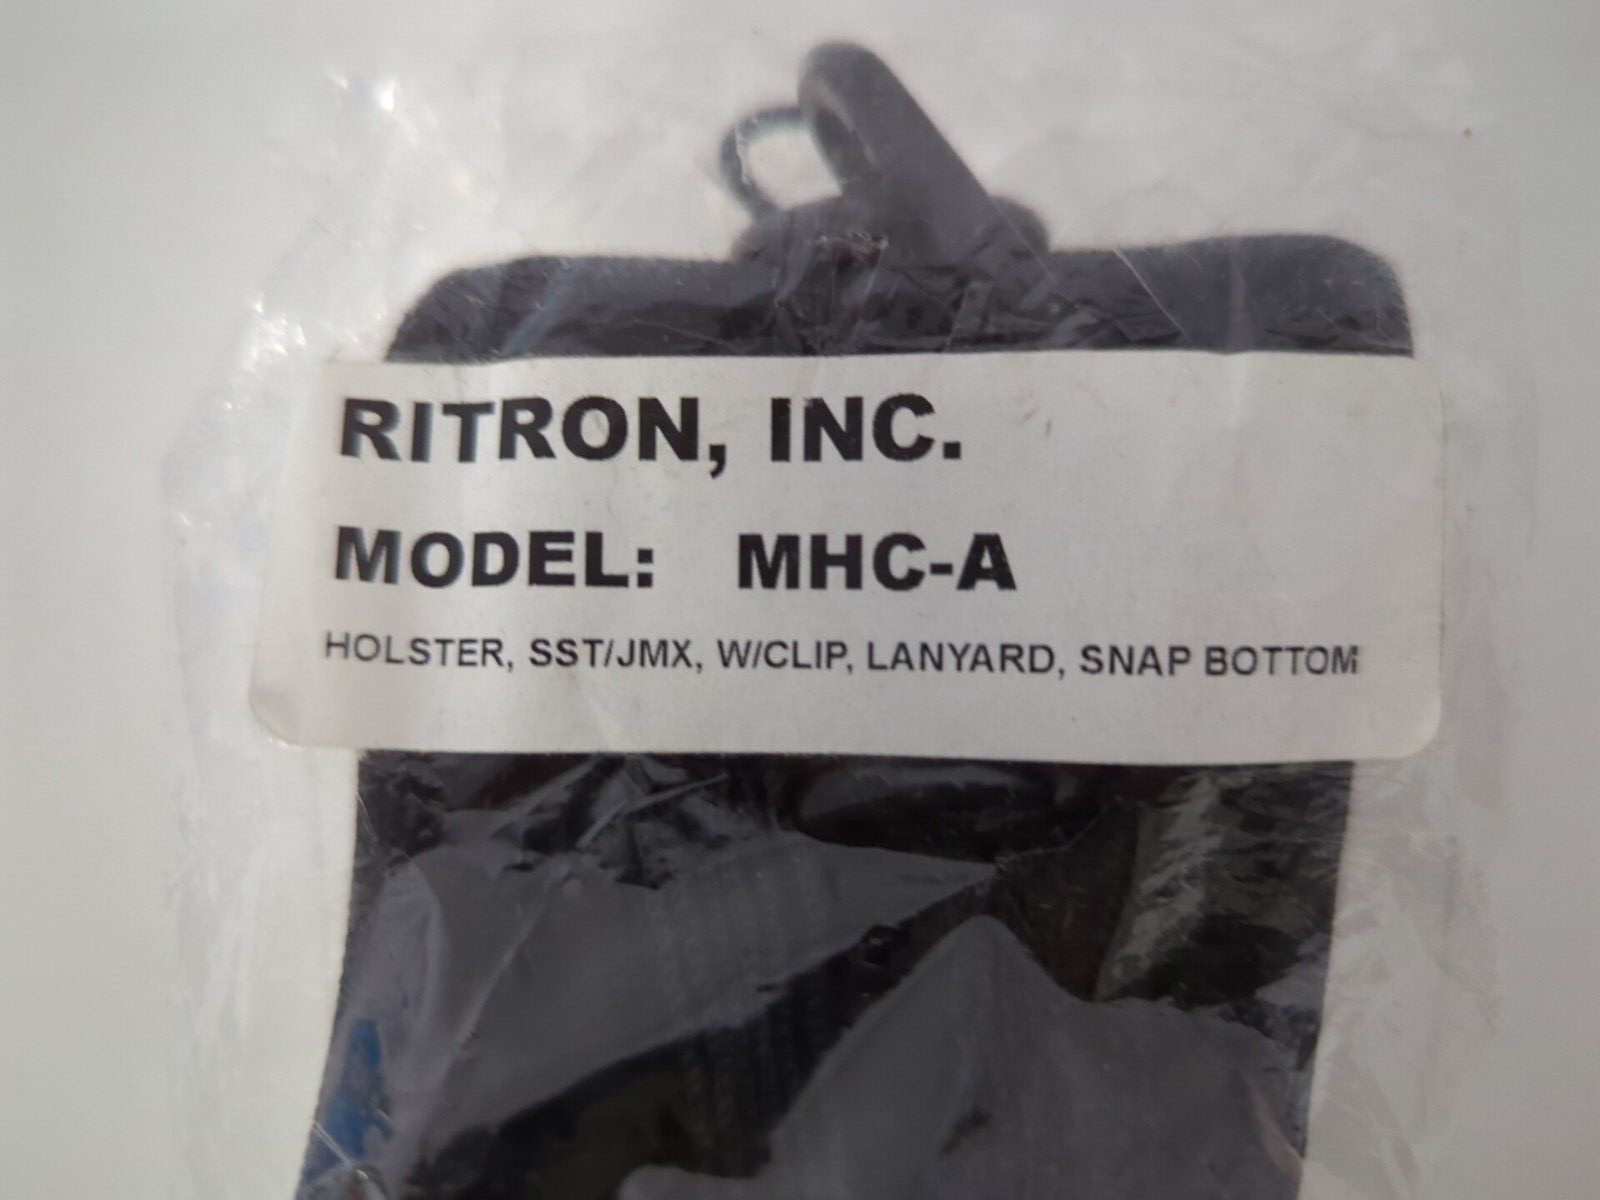 RITRON, INC.
MODEL: MHC-A
HOLSTER, SST/JMX, W/CLIP, LANYARD, SNAP BOTTOM